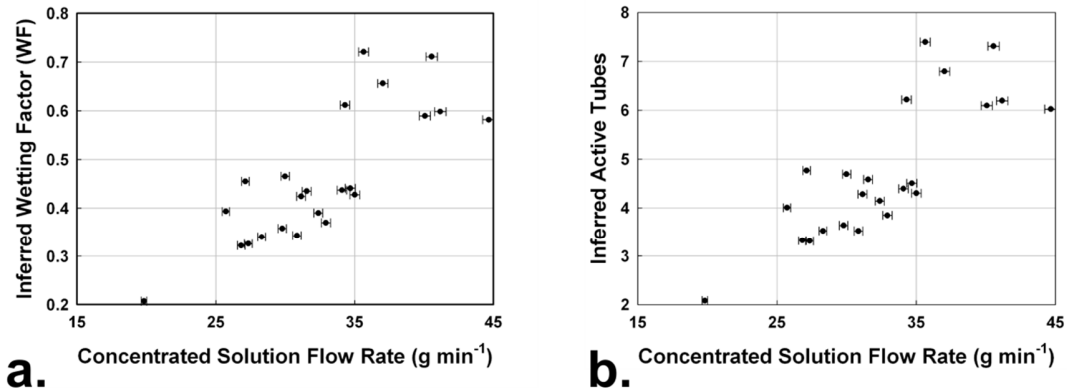 0.8
0.7
0.6
0.5
0.4
0.3
0.2
15 25 35 45
Inferred Wetting Factor (WF)
Concentrated Solution Flow Rate (g min⁻¹)
a.
8
7
6
5
4
3
2
15 25 35 45
Inferred Active Tubes
Concentrated Solution Flow Rate (g min⁻¹)
b.